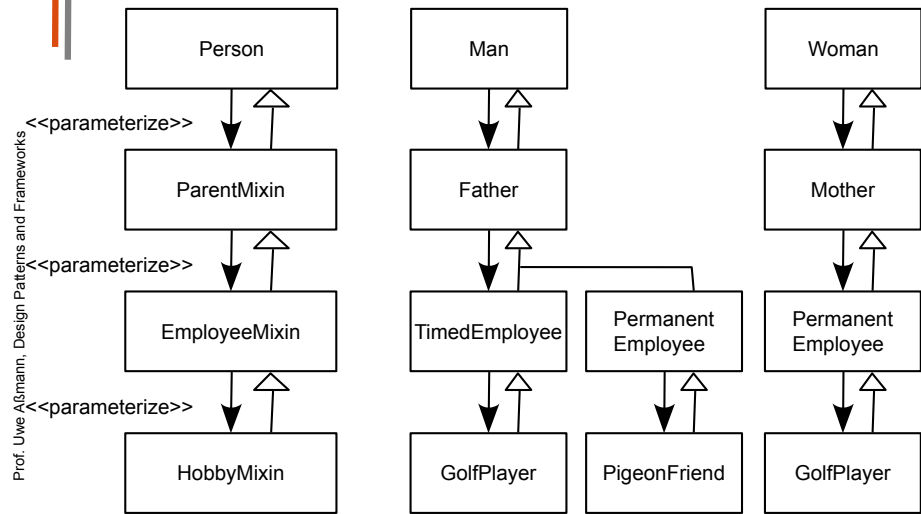 Person
Man
Woman
<<parameterize>>
ParentMixin
Father
Mother
<<parameterize>>
EmployeeMixin
TimedEmployee
Permanent
Employee
Permanent
Employee
<<parameterize>>
HobbyMixin
GolfPlayer
PigeonFriend
GolfPlayer
Prof. Uwe Aßmann, Design Patterns and Frameworks